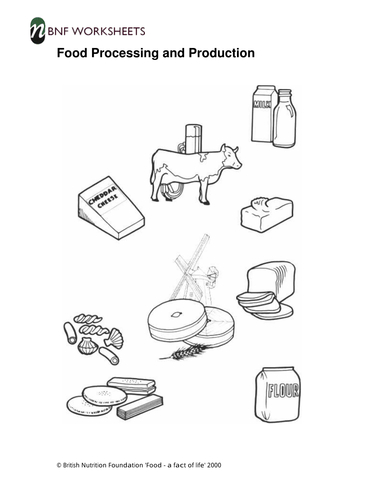 n BNF WORKSHEETS
Food Processing and Production
MILK
CHEDDAR
CHEESE
FLOUR
© British Nutrition Foundation 'Food - a fact of life' 2000